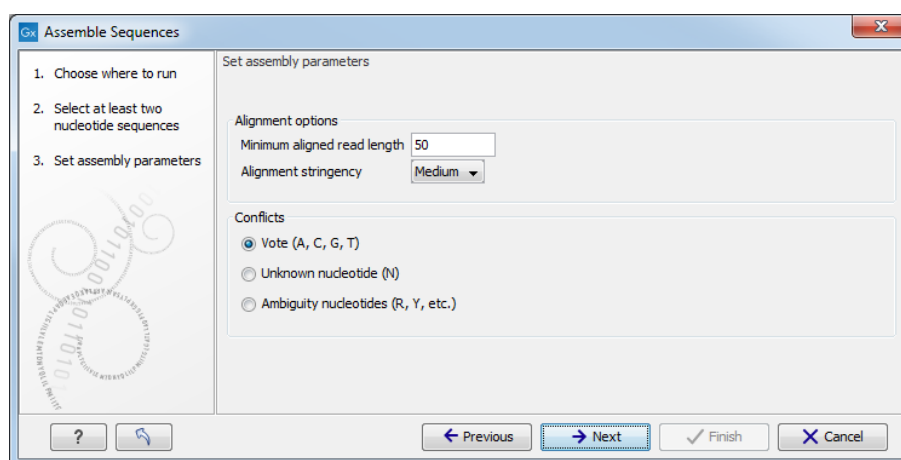 Gx Assemble Sequences
1. Choose where to run
2. Select at least two
nucleotide sequences
3. Set assembly parameters
Set assembly parameters
Alignment options
Minimum aligned read length 50
Alignment stringency Medium
Conflicts
Vote (A, C, G, T)
Unknown nucleotide (N)
Ambiguity nucleotides (R, Y, etc.)
? Previous Next Finish Cancel